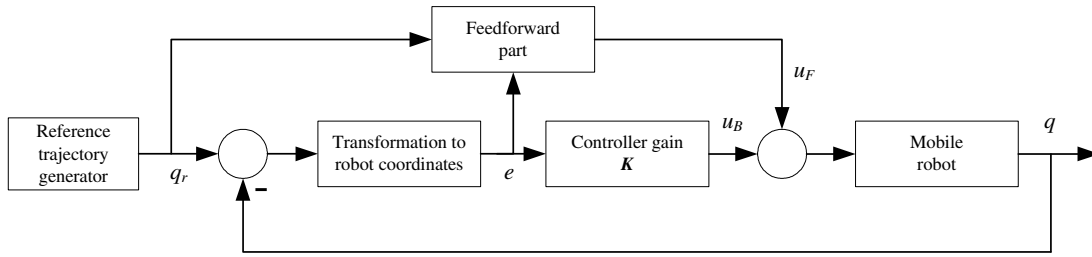 Feedforward
part
u_F
Reference
trajectory
generator
q_r
Transformation to
robot coordinates
e
Controller gain
K
u_B
Mobile
robot
q
-